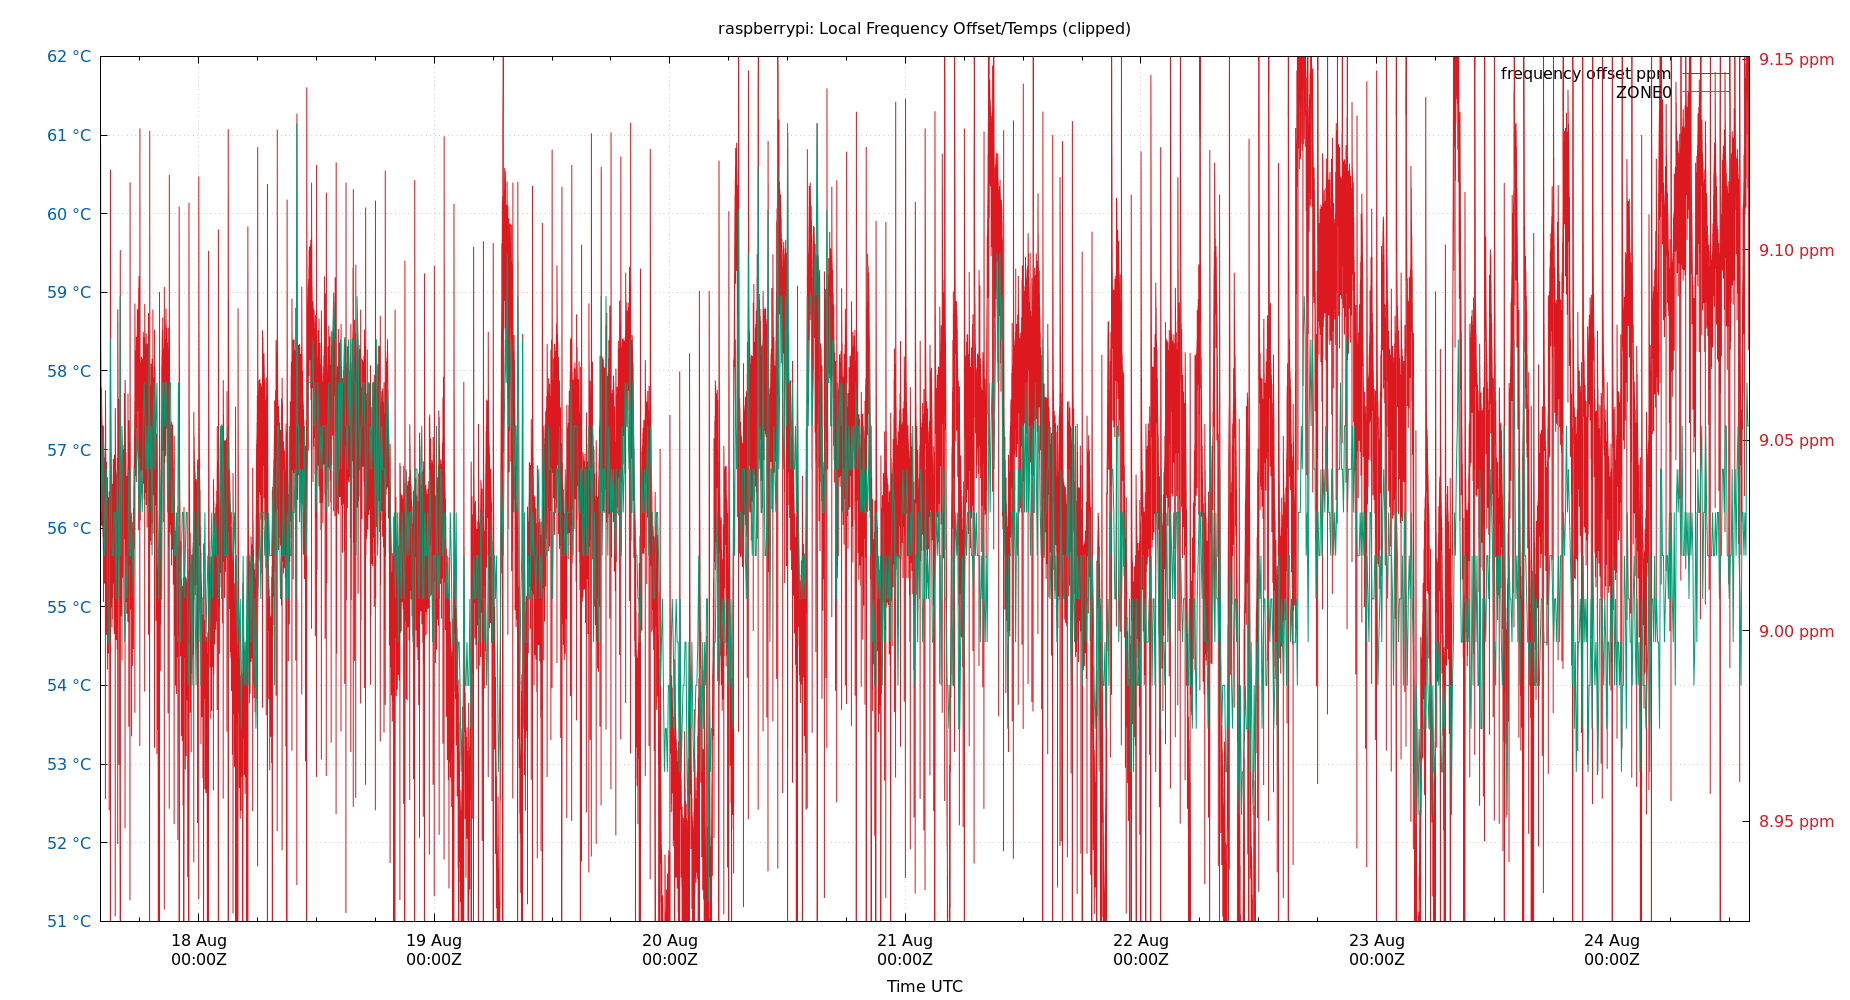 raspberrypi: Local Frequency Offset/Temps (clipped)
62 °C
61 °C
60 °C
59 °C
58 °C
57 °C
56 °C
55 °C
54 °C
53 °C
52 °C
51 °C
9.15 ppm
9.10 ppm
9.05 ppm
9.00 ppm
8.95 ppm
frequency offset ppm
ZONE0
18 Aug
00:00Z
19 Aug
00:00Z
20 Aug
00:00Z
21 Aug
00:00Z
22 Aug
00:00Z
23 Aug
00:00Z
24 Aug
00:00Z
Time UTC